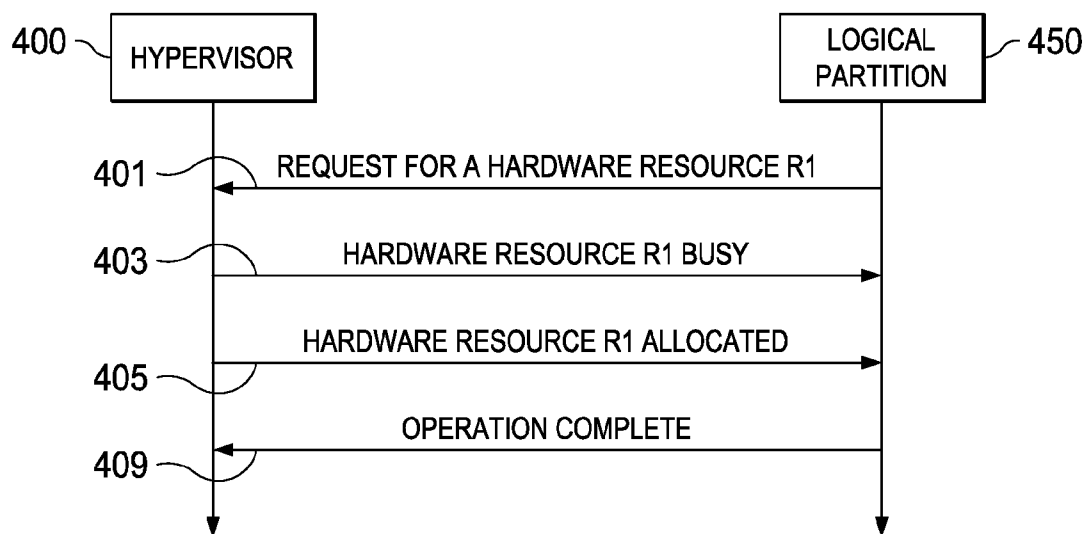 400
HYPERVISOR
LOGICAL
PARTITION
450
401
REQUEST FOR A HARDWARE RESOURCE R1
403
HARDWARE RESOURCE R1 BUSY
HARDWARE RESOURCE R1 ALLOCATED
405
OPERATION COMPLETE
409